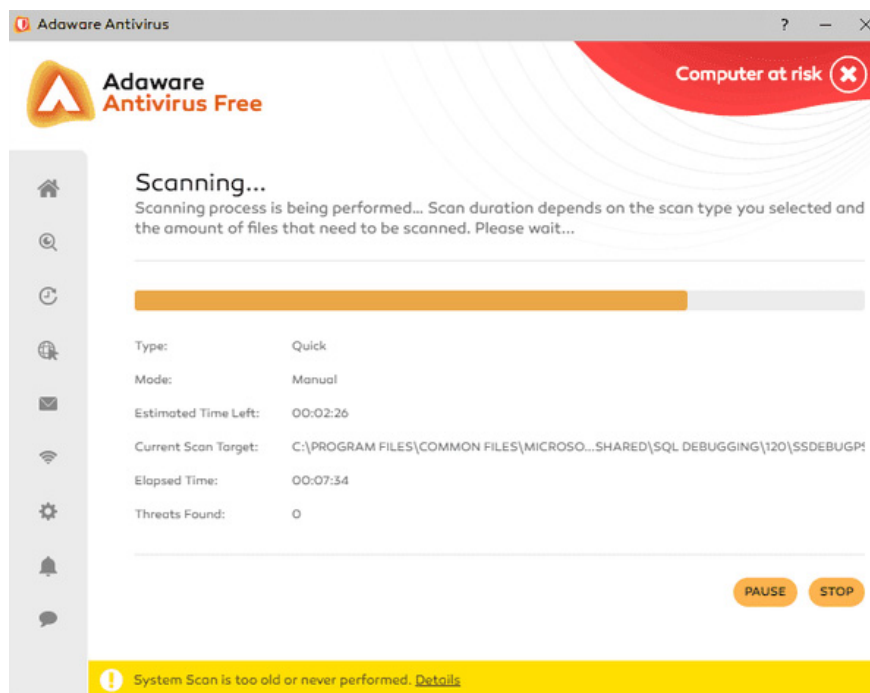 Adaware Antivirus
?
Adaware
Antivirus Free
Computer at risk
Scanning...
Scanning process is being performed... Scan duration depends on the scan type you selected and
the amount of files that need to be scanned. Please wait...
Type: Quick
Mode: Manual
Estimated Time Left: 00:02:26
Current Scan Target: C:\PROGRAM FILES\COMMON FILES\MICROSO...SHARED\SQL DEBUGGING\120\SSDEBUGPS
Elapsed Time: 00:07:34
Threats Found: 0
PAUSE STOP
! System Scan is too old or never performed. Details